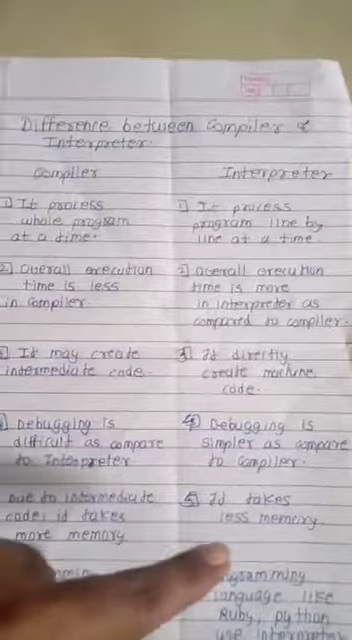 Difference between Compiler &
Interpreter.
Compiler
1) It process
whole program
at a time.
2) Overall execution
time is less
in compiler.
3) It may create
intermediate code.
4) Debugging is
difficult as compare
to Interpreter
Due to intermediate
code, it takes
more memory
Interpreter
1) It process
program line by
line at a time
2) Overall execution
time is more
in interpreter as
compared to compiler.
3) It directly
create machine
code.
4) Debugging is
simpler as compare
to compiler.
5) It takes
less memory
language like
Ruby, python
use